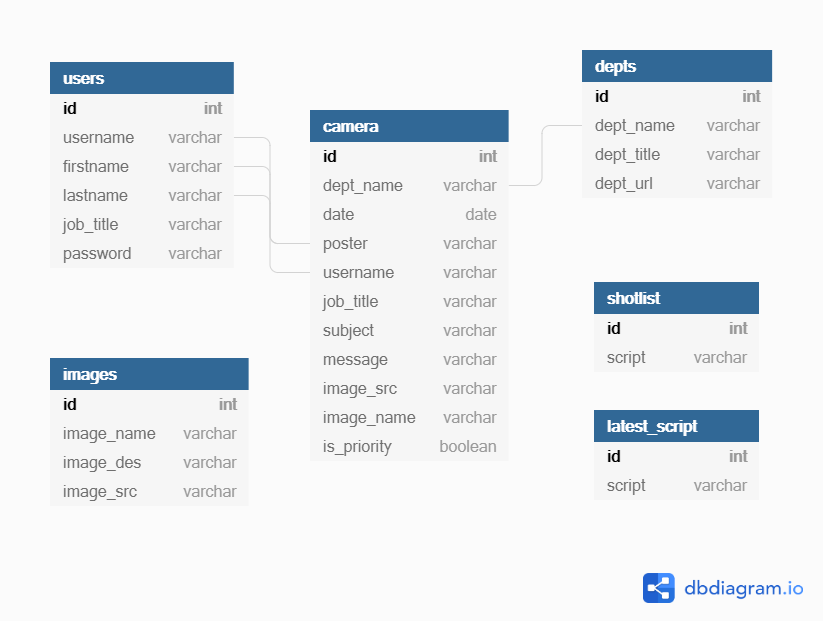 users
id int
username varchar
firstname varchar
lastname varchar
job_title varchar
password varchar
images
id int
image_name varchar
image_des varchar
image_src varchar
camera
id int
dept_name varchar
date date
poster varchar
username varchar
job_title varchar
subject varchar
message varchar
image_src varchar
image_name varchar
is_priority boolean
depts
id int
dept_name varchar
dept_title varchar
dept_url varchar
shotlist
id int
script varchar
latest_script
id int
script varchar
dbdiagram.io